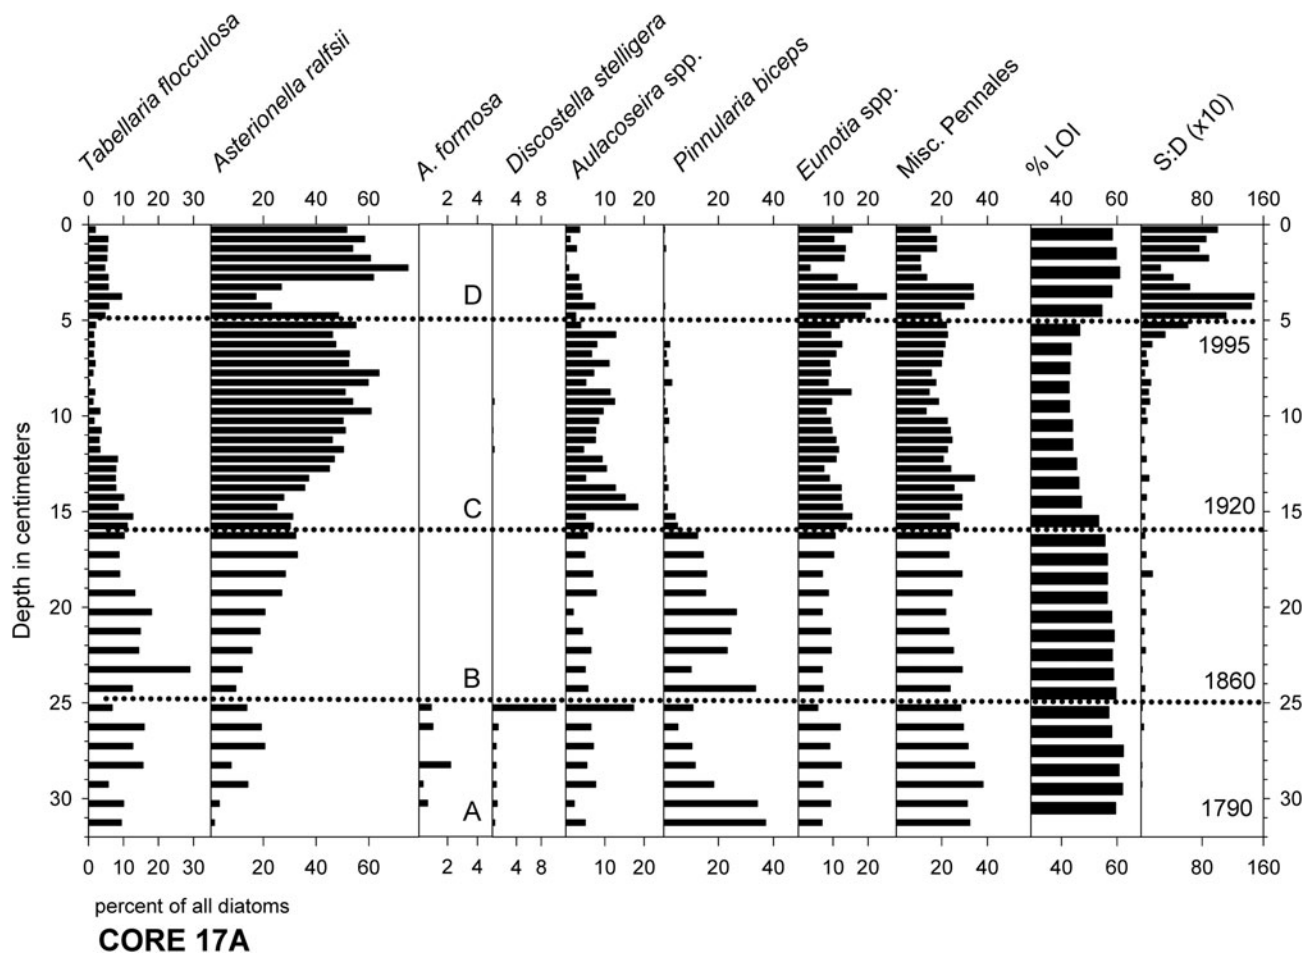 Tabellaria flocculosa
Asterionella ralfsii
A. formosa
Discostella stelligera
Aulacoseira spp.
Pinnularia biceps
Eunotia spp.
Misc. Pennales
% LOI
S:D (x10)
0 10 20 30 20 40 60 2 4 4 8 10 20 20 40 10 20 20 40 40 60 80 160
0 0
D
5 5
1995
10 10
C 1920
15 15
20 20
B 1860
25 25
30 30
A 1790
Depth in centimeters
0 10 20 30 20 40 60 2 4 4 8 10 20 20 40 10 20 20 40 40 60 80 160
percent of all diatoms
CORE 17A